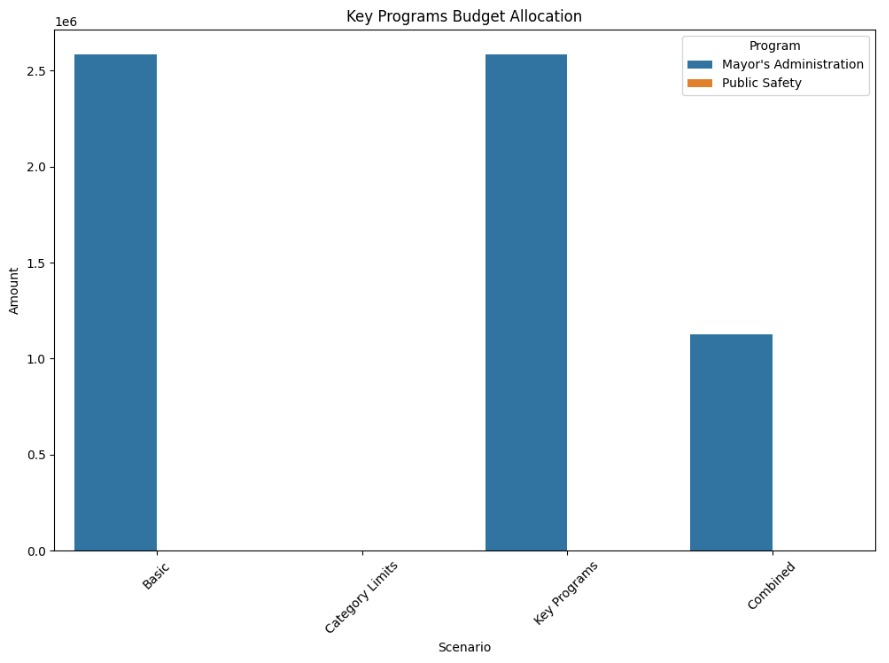 Key Programs Budget Allocation
1e6
Program
Mayor's Administration
Public Safety
2.5
2.0
1.5
1.0
0.5
0.0
Amount
Basic
Category Limits
Key Programs
Combined
Scenario